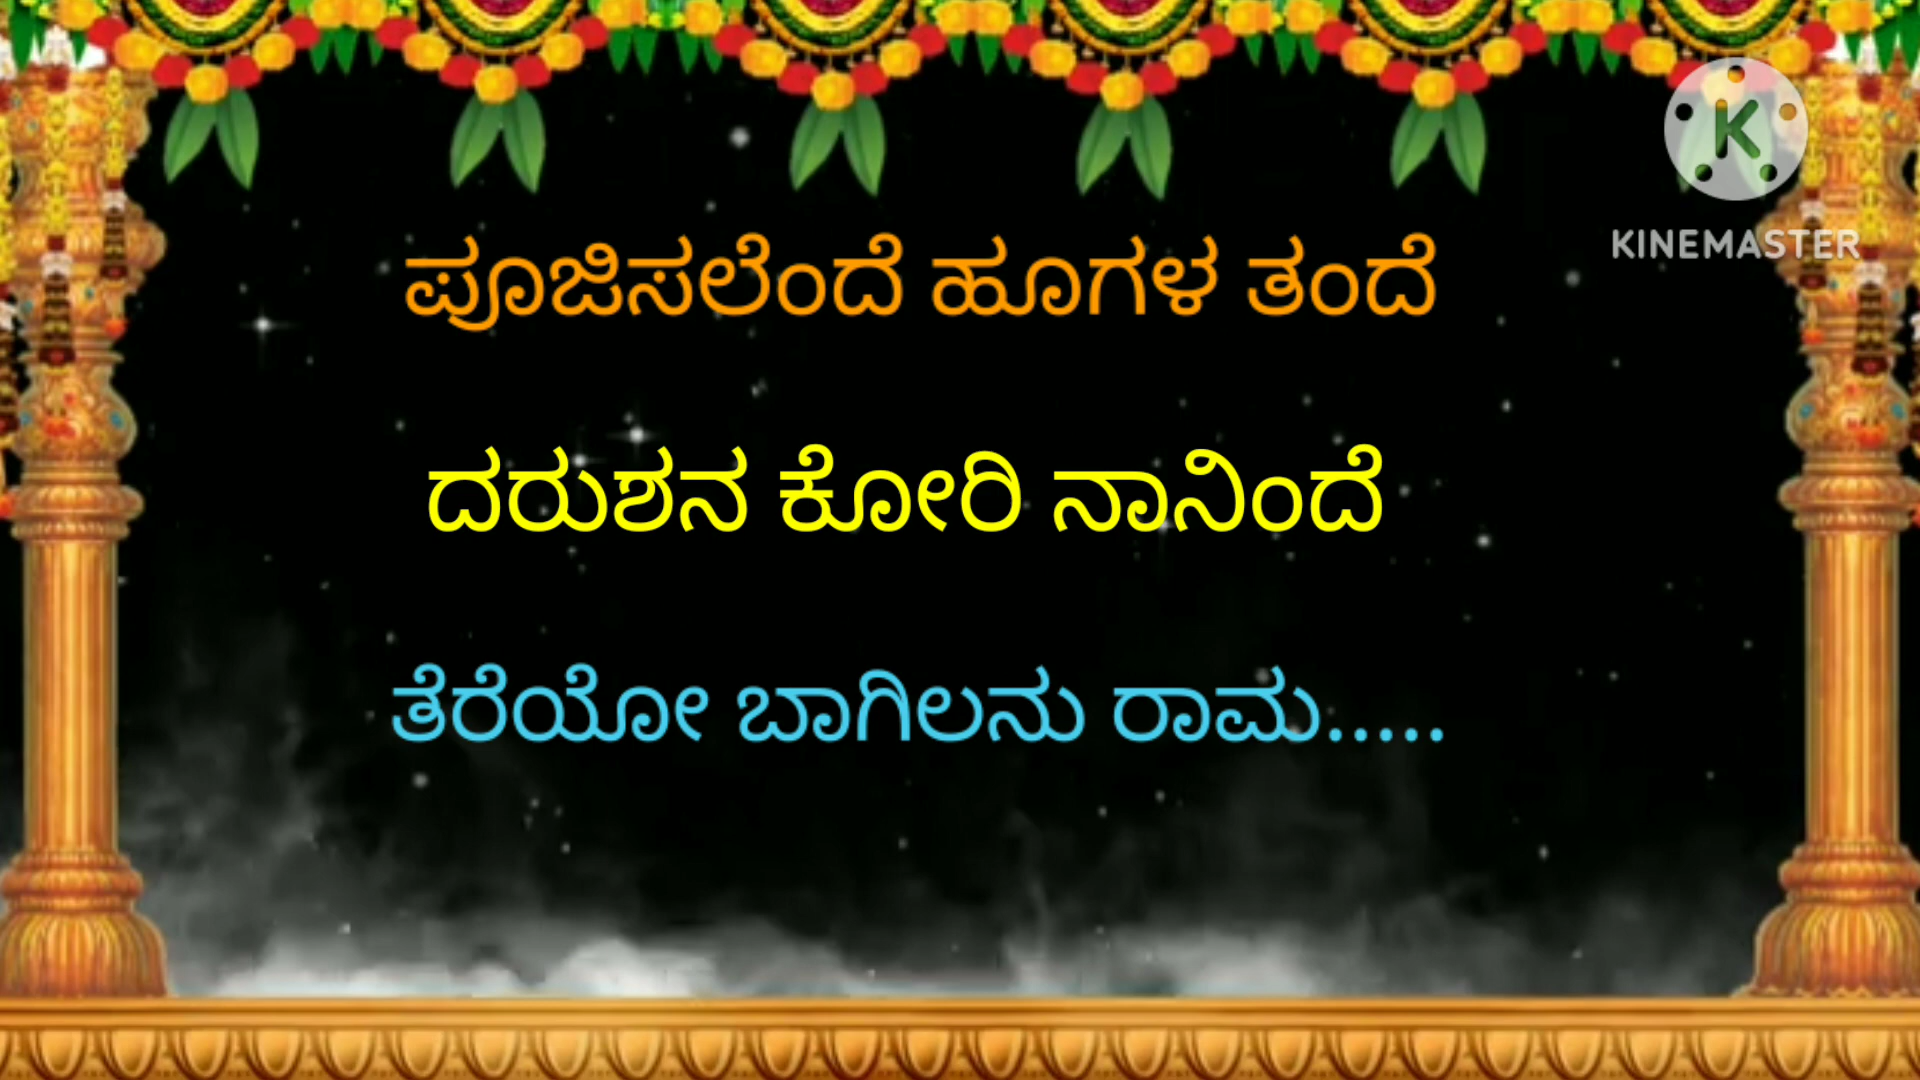 ಪೂಜಿಸಲೆಂದೆ ಹೂಗಳ ತಂದೆ
ದರುಶನ ಕೋರಿ ನಾನಿಂದೆ
ತೆರೆಯೋ ಬಾಗಿಲನು ರಾಮ.....
K
KINEMASTER